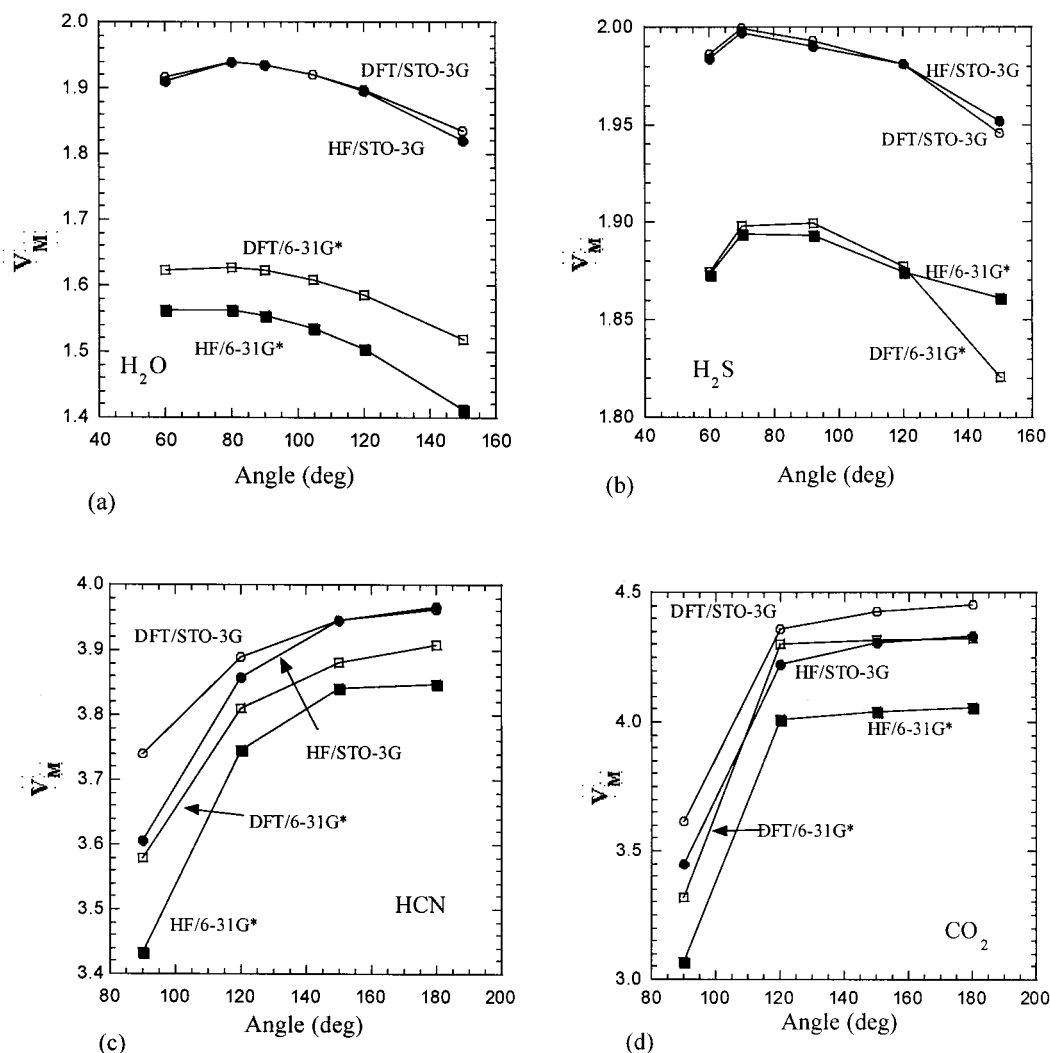 2.0
1.9
1.8
1.7
1.6
1.5
1.4
V_M
DFT/STO-3G
HF/STO-3G
DFT/6-31G*
HF/6-31G*
H₂O
40 60 80 100 120 140 160
Angle (deg)
(a)
2.00
1.95
1.90
1.85
1.80
HF/STO-3G
DFT/STO-3G
HF/6-31G*
DFT/6-31G*
H₂S
40 60 80 100 120 140 160
Angle (deg)
(b)
4.0
3.9
3.8
3.7
3.6
3.5
3.4
V_M
DFT/STO-3G
HF/STO-3G
DFT/6-31G*
HF/6-31G*
HCN
80 100 120 140 160 180 200
Angle (deg)
(c)
4.5
4.0
3.5
3.0
V_M
DFT/STO-3G
HF/STO-3G
HF/6-31G*
DFT/6-31G*
CO₂
80 100 120 140 160 180 200
Angle (deg)
(d)